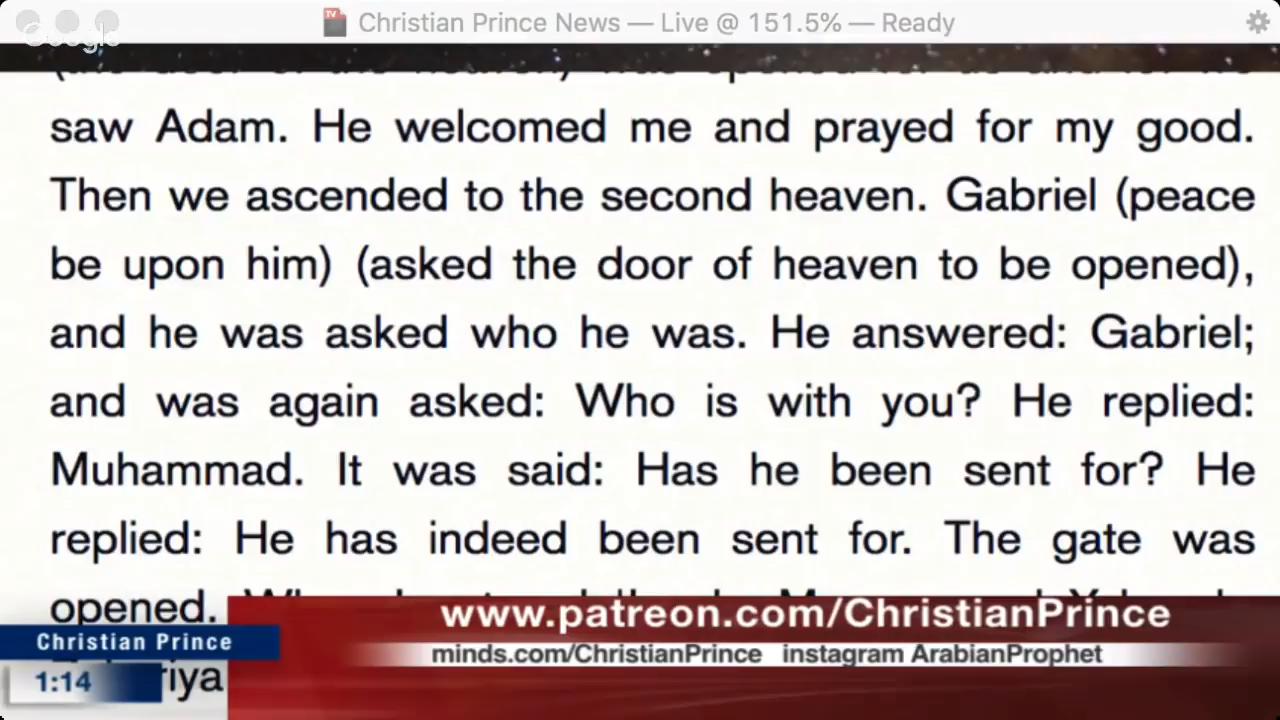 Christian Prince News — Live @ 151.5% — Ready
Google
saw Adam. He welcomed me and prayed for my good.
Then we ascended to the second heaven. Gabriel (peace
be upon him) (asked the door of heaven to be opened),
and he was asked who he was. He answered: Gabriel;
and was again asked: Who is with you? He replied:
Muhammad. It was said: Has he been sent for? He
replied: He has indeed been sent for. The gate was
opened.
www.patreon.com/ChristianPrince
Christian Prince
minds.com/ChristianPrince instagram ArabianProphet
1:14